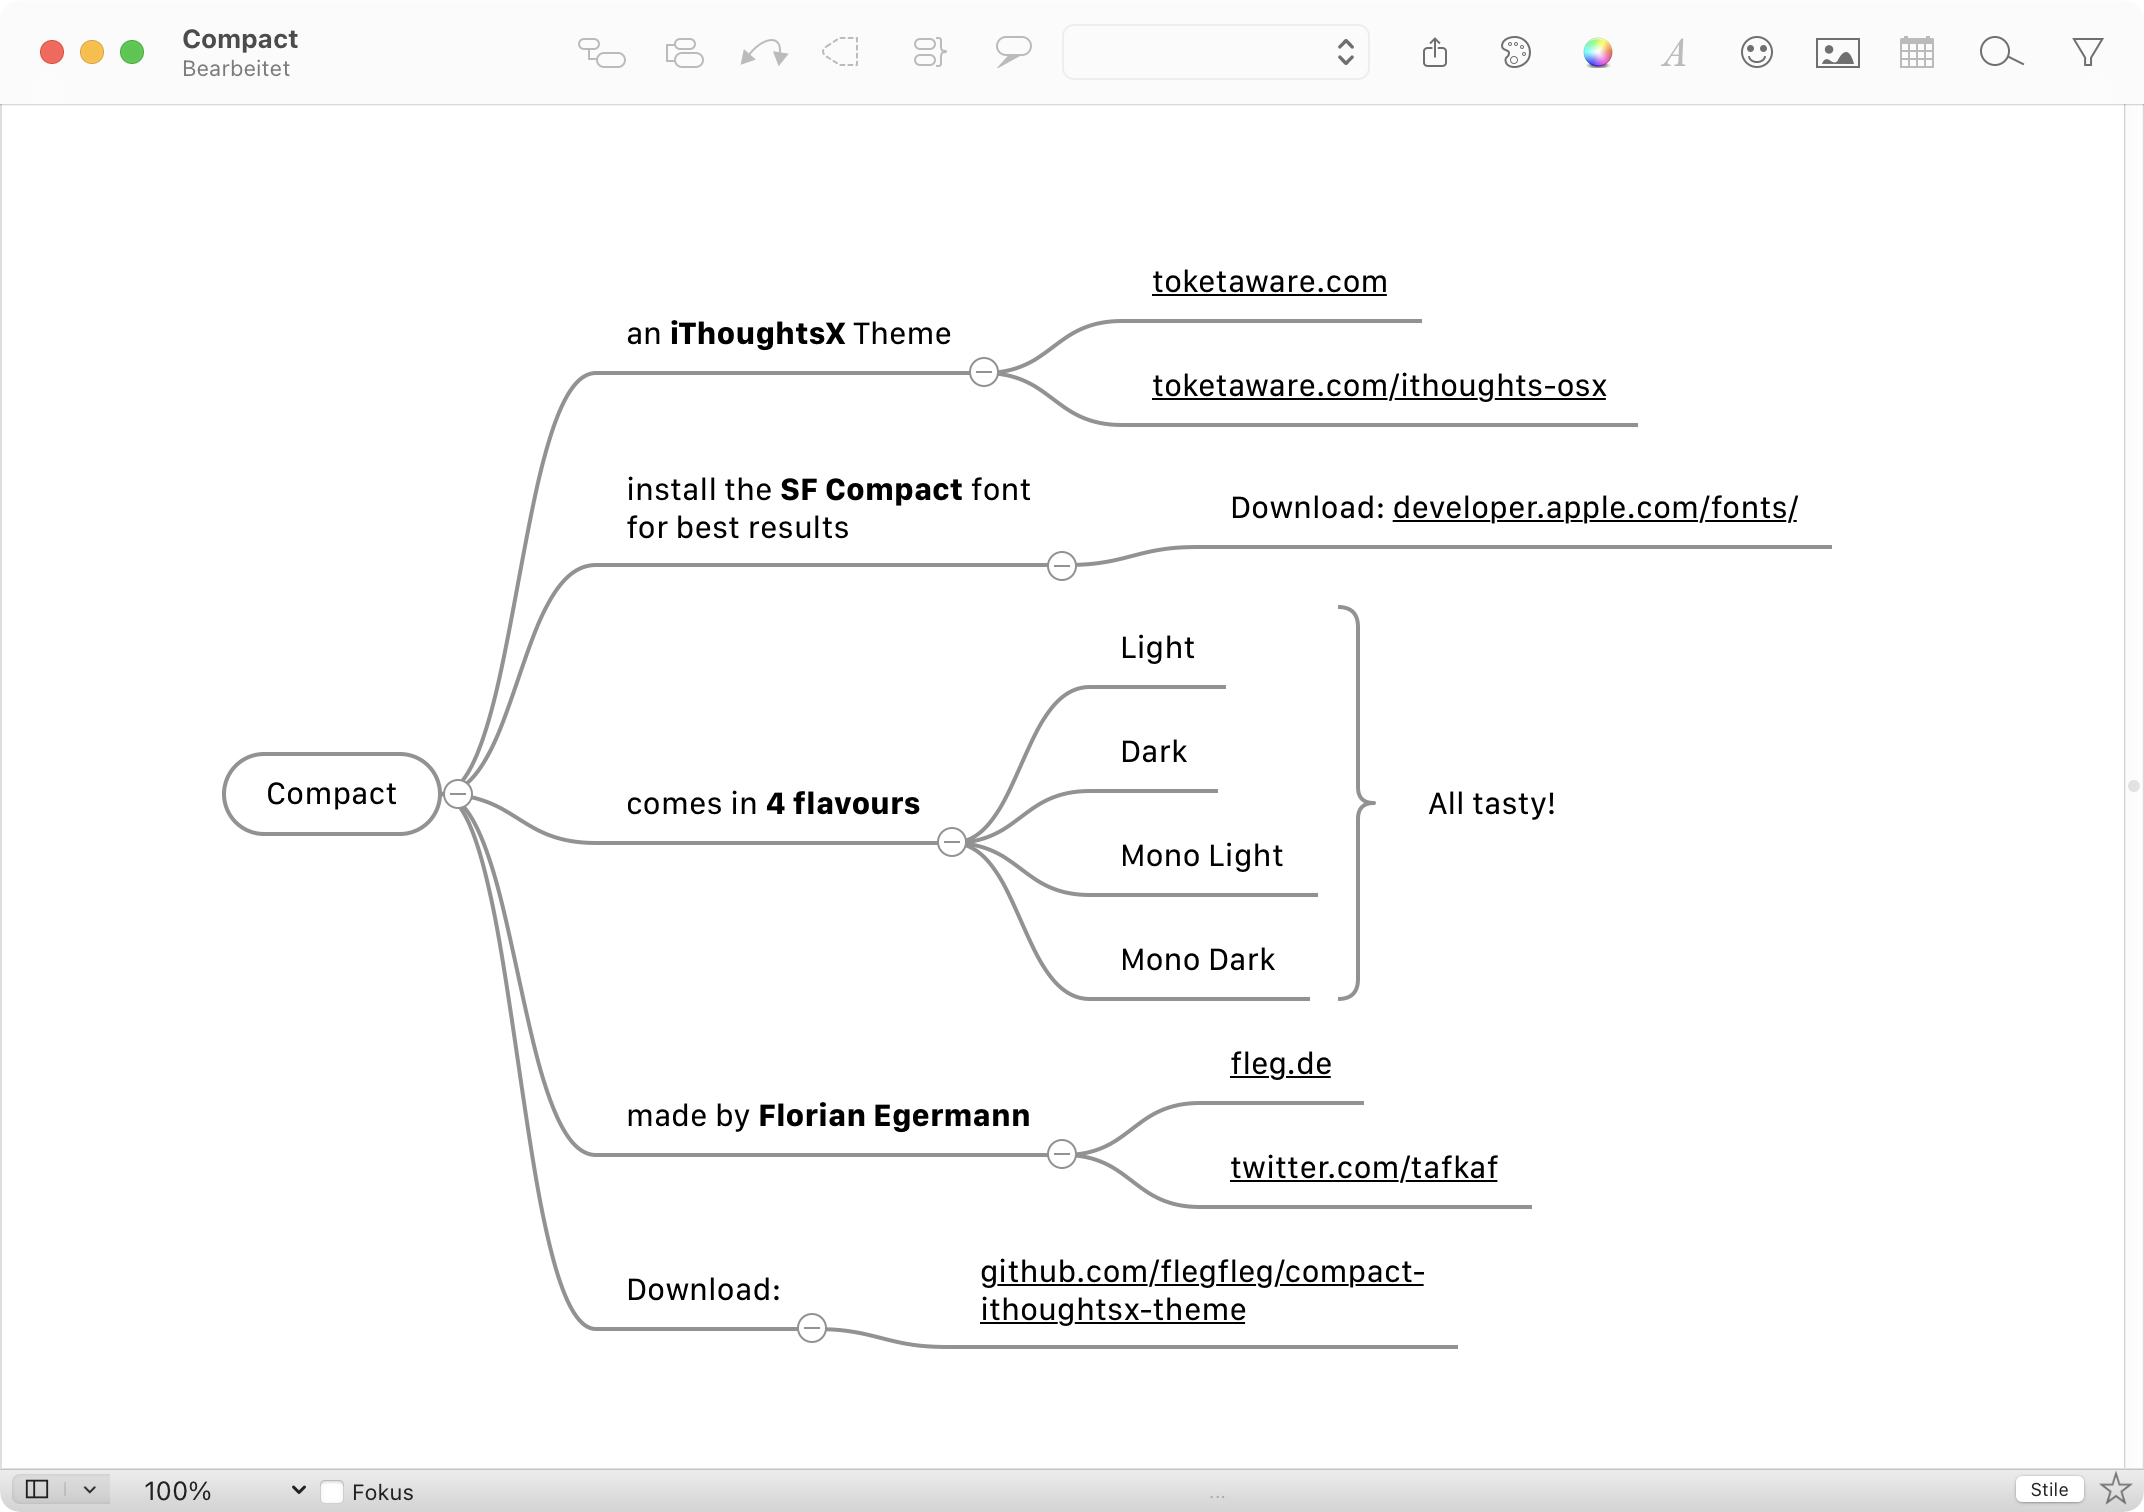 Compact
Bearbeitet
toketaware.com
an iThoughtsX Theme
toketaware.com/ithoughts-osx
install the SF Compact font
for best results
Download: developer.apple.com/fonts/
Light
Dark
Compact
comes in 4 flavours
All tasty!
Mono Light
Mono Dark
fleg.de
made by Florian Egermann
twitter.com/tafkaf
Download:
github.com/flegfleg/compact-
ithoughtsx-theme
100%
Fokus
...
Stile